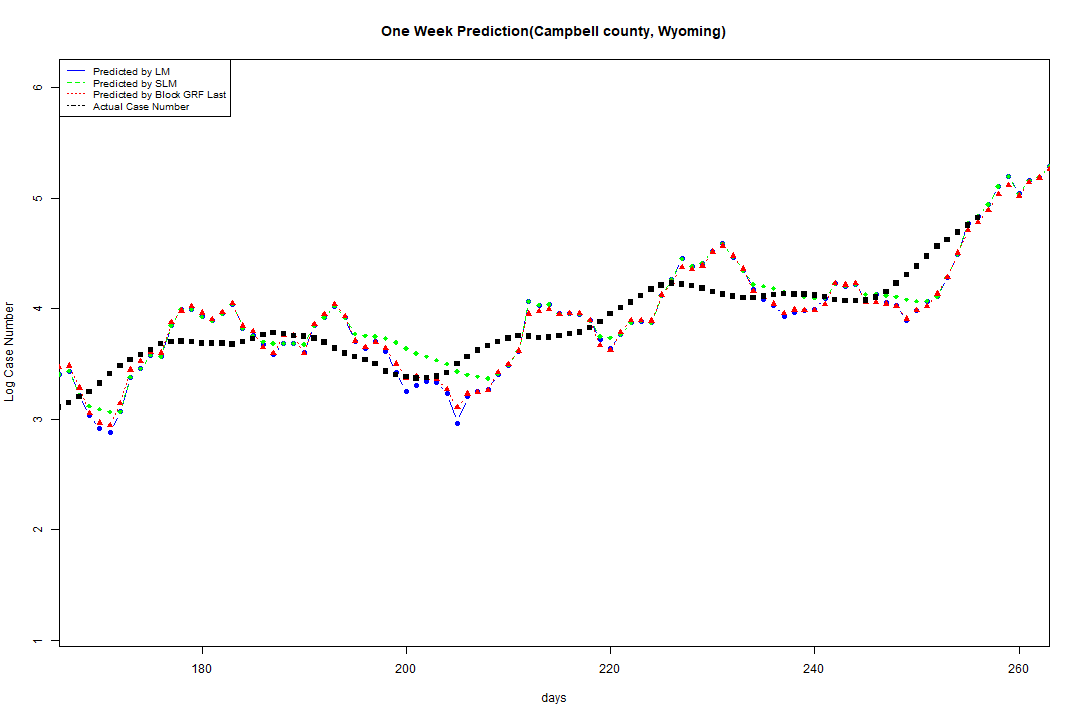 One Week Prediction(Campbell county, Wyoming)
Predicted by LM
Predicted by SLM
Predicted by Block GRF Last
Actual Case Number
6
5
4
3
2
1
Log Case Number
180 200 220 240 260
days